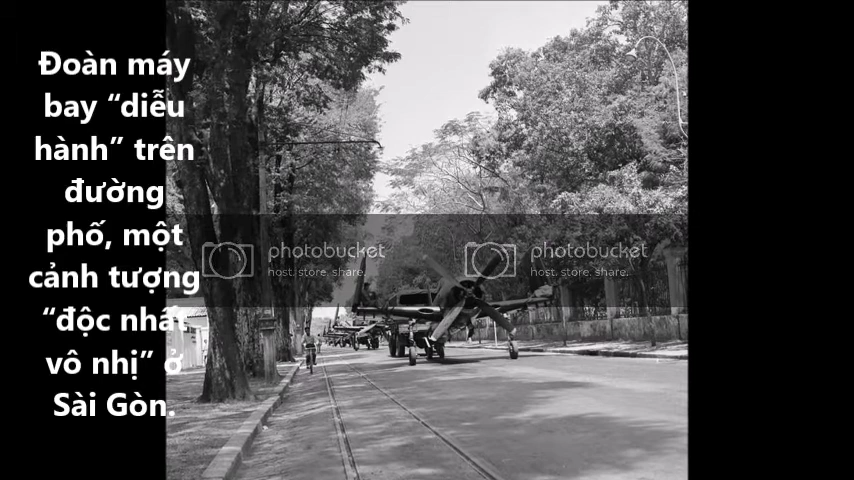 Đoàn máy
bay “diễu
hành” trên
đường
phố, một
cảnh tượng
“độc nhất
vô nhị” ở
Sài Gòn.
photobucket
host. store. share.
photobucket
host. store. share.